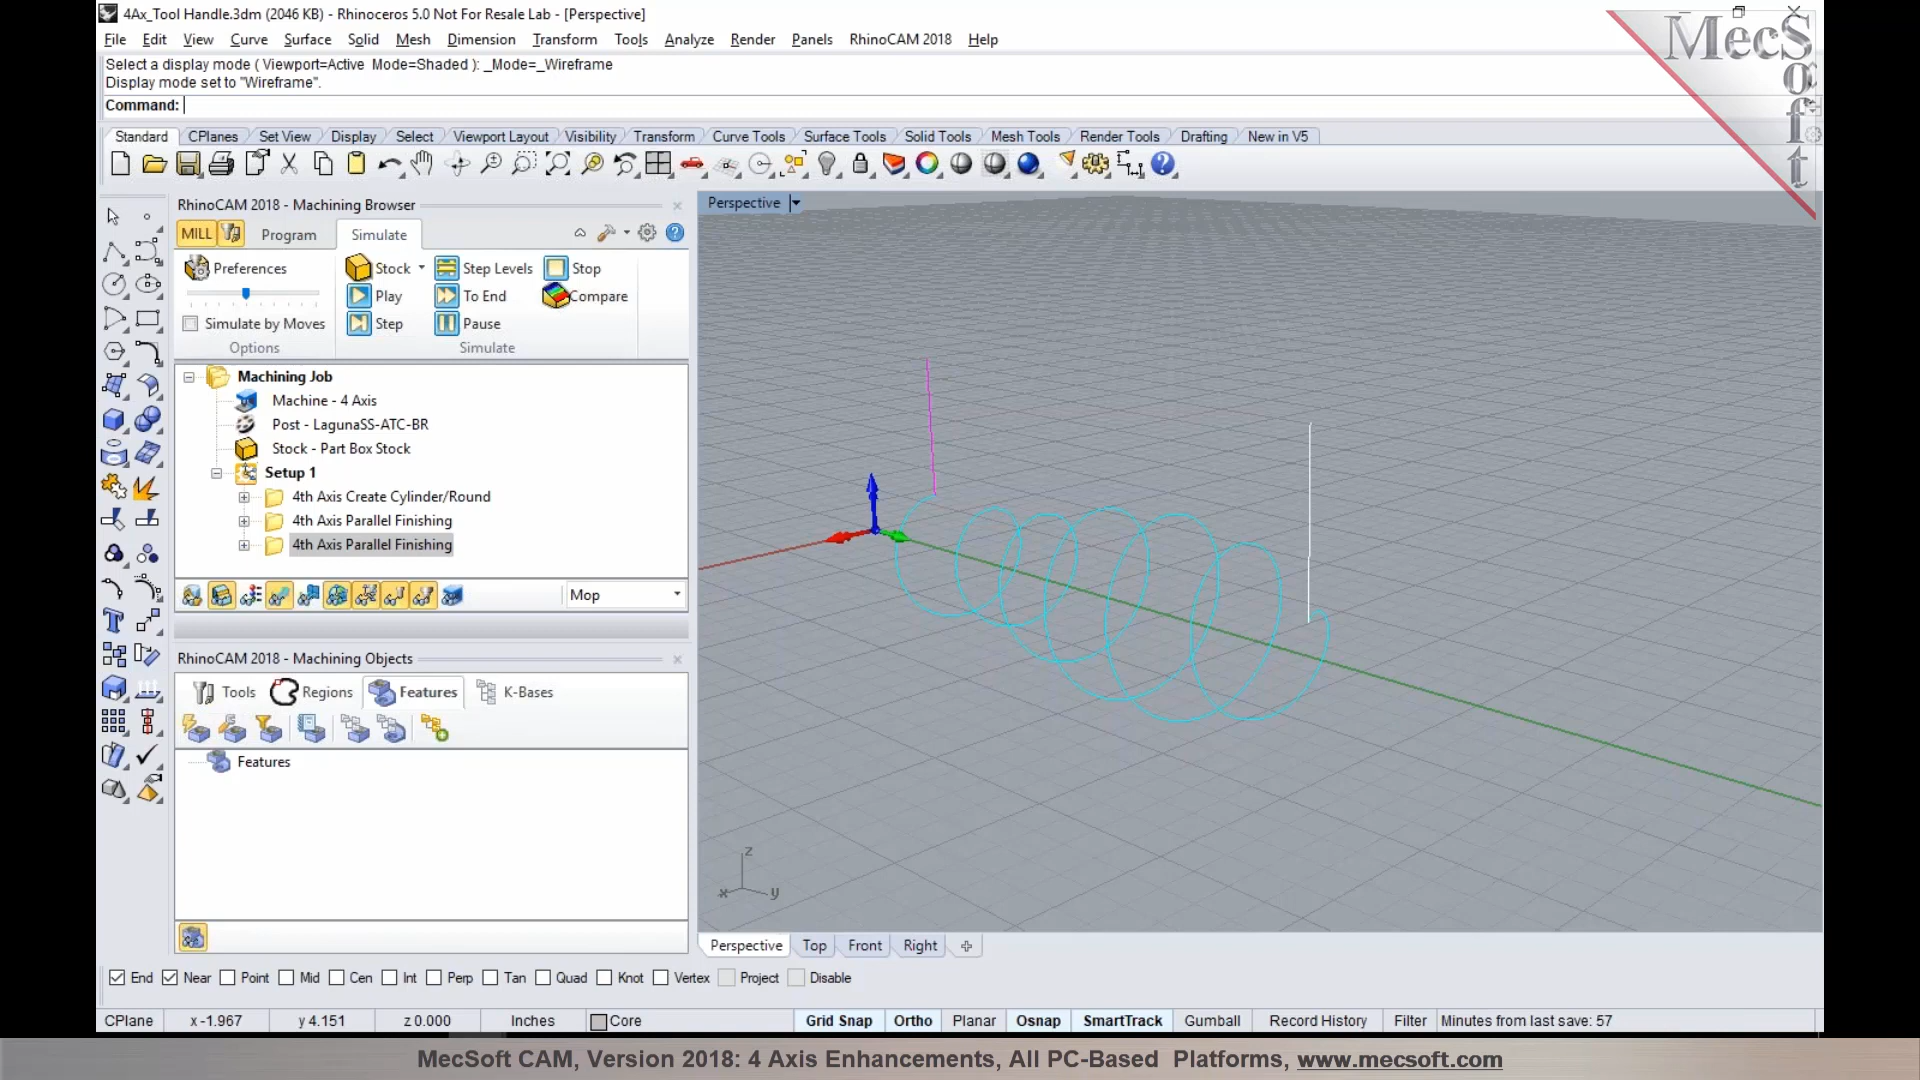 4Ax_Tool Handle.3dm (2046 KB) - Rhinoceros 5.0 Not For Resale Lab - [Perspective]
File Edit View Curve Surface Solid Mesh Dimension Transform Tools Analyze Render Panels RhinoCAM 2018 Help
Select a display mode ( Viewport=Active Mode=Shaded ): _Mode=_Wireframe
Display mode set to "Wireframe".
Command:
MecSoft
Standard CPlanes Set View Display Select Viewport Layout Visibility Transform Curve Tools Surface Tools Solid Tools Mesh Tools Render Tools Drafting New in V5
RhinoCAM 2018 - Machining Browser
MILL Program Simulate
Preferences Stock Step Levels Stop
Play To End Compare
Simulate by Moves Step Pause
Options Simulate
Machining Job
Machine - 4 Axis
Post - LagunaSS-ATC-BR
Stock - Part Box Stock
Setup 1
4th Axis Create Cylinder/Round
4th Axis Parallel Finishing
4th Axis Parallel Finishing
Mop
RhinoCAM 2018 - Machining Objects
Tools Regions Features K-Bases
Features
Perspective
z
x y
Perspective Top Front Right
End Near Point Mid Cen Int Perp Tan Quad Knot Vertex Project Disable
CPlane x -1.967 y 4.151 z 0.000 Inches Core Grid Snap Ortho Planar Osnap SmartTrack Gumball Record History Filter Minutes from last save: 57
MecSoft CAM, Version 2018: 4 Axis Enhancements, All PC-Based Platforms, www.mecsoft.com